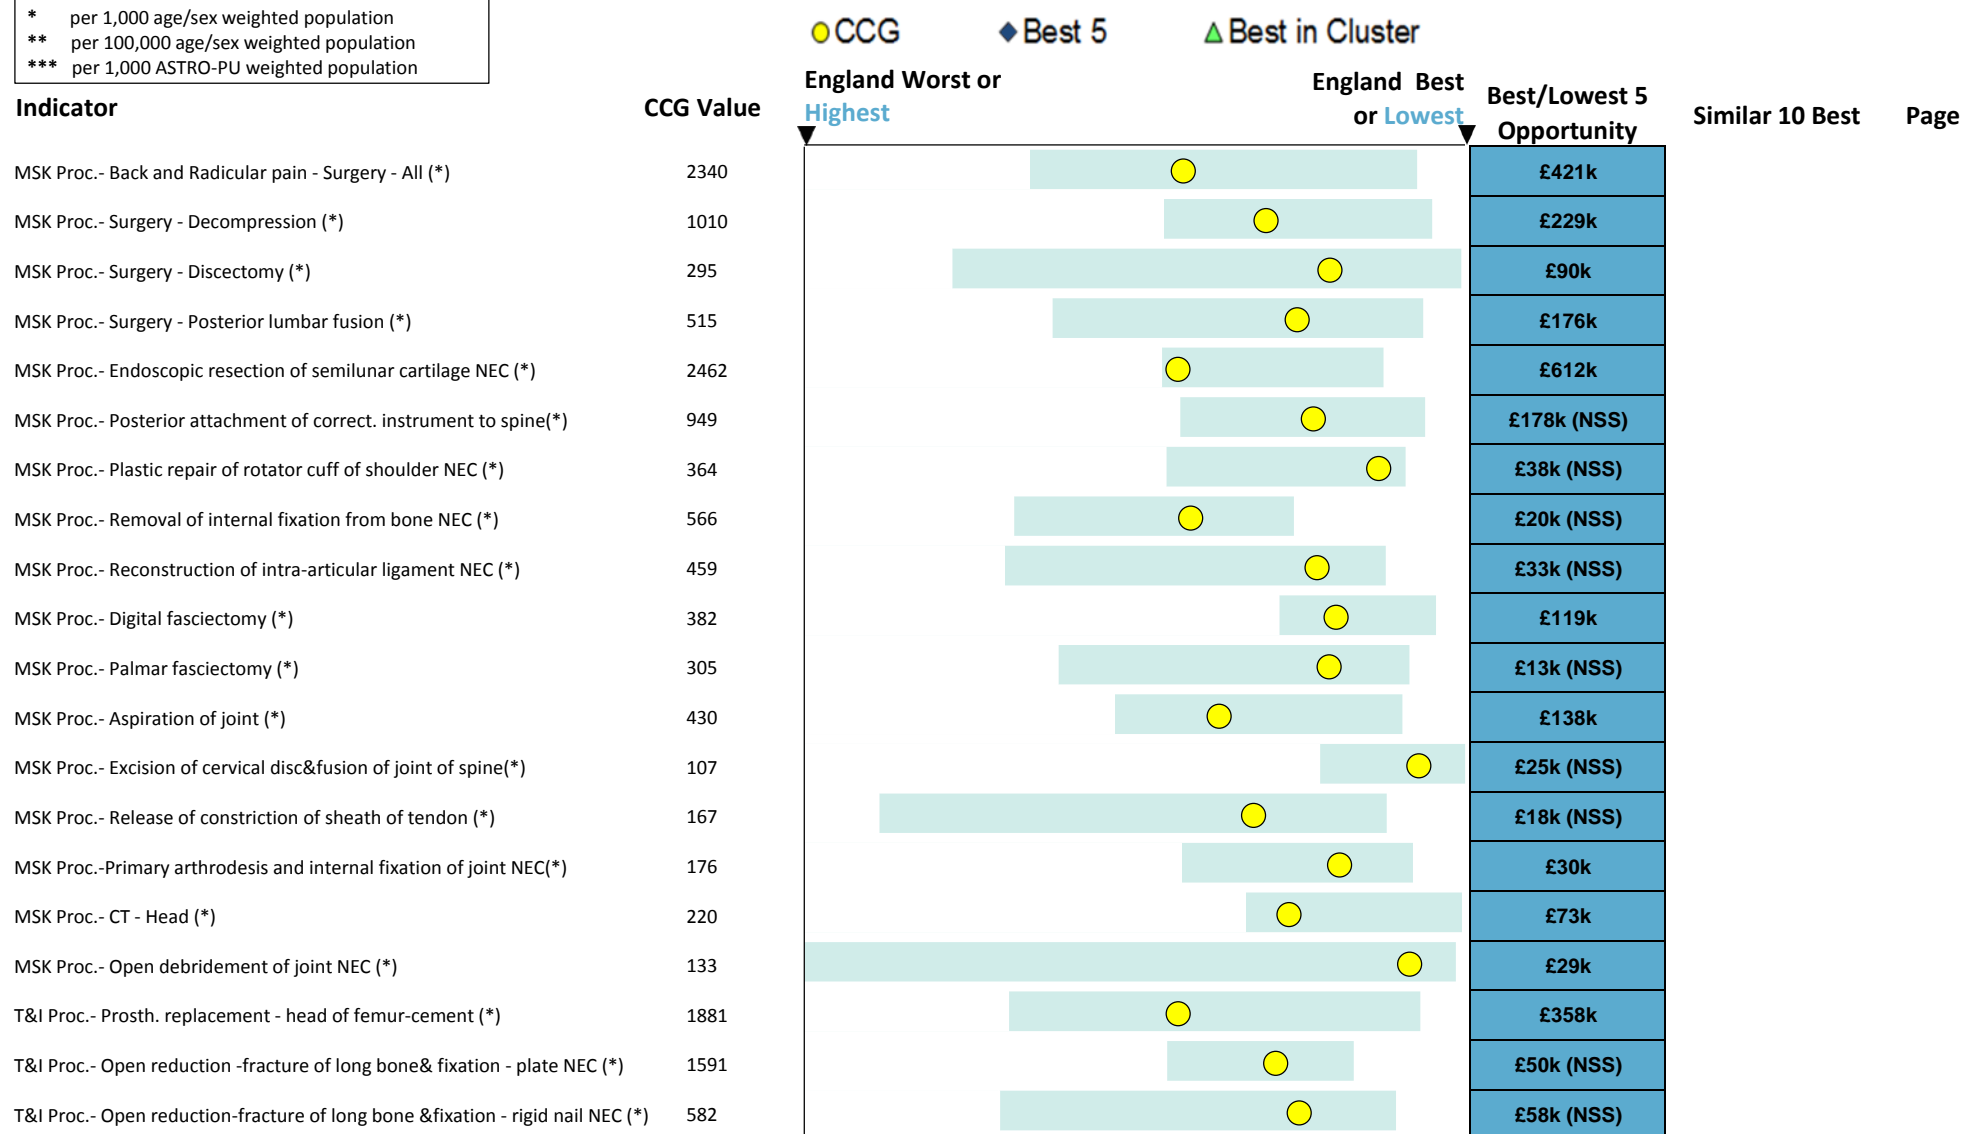 * per 1,000 age/sex weighted population
** per 100,000 age/sex weighted population
*** per 1,000 ASTRO-PU weighted population
CCG Best 5 Best in Cluster
Indicator CCG Value England Worst or Highest England Best or Lowest Best/Lowest 5 Opportunity Similar 10 Best Page
MSK Proc.- Back and Radicular pain - Surgery - All (*) 2340 £421k
MSK Proc.- Surgery - Decompression (*) 1010 £229k
MSK Proc.- Surgery - Discectomy (*) 295 £90k
MSK Proc.- Surgery - Posterior lumbar fusion (*) 515 £176k
MSK Proc.- Endoscopic resection of semilunar cartilage NEC (*) 2462 £612k
MSK Proc.- Posterior attachment of correct. instrument to spine(*) 949 £178k (NSS)
MSK Proc.- Plastic repair of rotator cuff of shoulder NEC (*) 364 £38k (NSS)
MSK Proc.- Removal of internal fixation from bone NEC (*) 566 £20k (NSS)
MSK Proc.- Reconstruction of intra-articular ligament NEC (*) 459 £33k (NSS)
MSK Proc.- Digital fasciectomy (*) 382 £119k
MSK Proc.- Palmar fasciectomy (*) 305 £13k (NSS)
MSK Proc.- Aspiration of joint (*) 430 £138k
MSK Proc.- Excision of cervical disc&fusion of joint of spine(*) 107 £25k (NSS)
MSK Proc.- Release of constriction of sheath of tendon (*) 167 £18k (NSS)
MSK Proc.-Primary arthrodesis and internal fixation of joint NEC(*) 176 £30k
MSK Proc.- CT - Head (*) 220 £73k
MSK Proc.- Open debridement of joint NEC (*) 133 £29k
T&I Proc.- Prosth. replacement - head of femur-cement (*) 1881 £358k
T&I Proc.- Open reduction -fracture of long bone& fixation - plate NEC (*) 1591 £50k (NSS)
T&I Proc.- Open reduction-fracture of long bone &fixation - rigid nail NEC (*) 582 £58k (NSS)